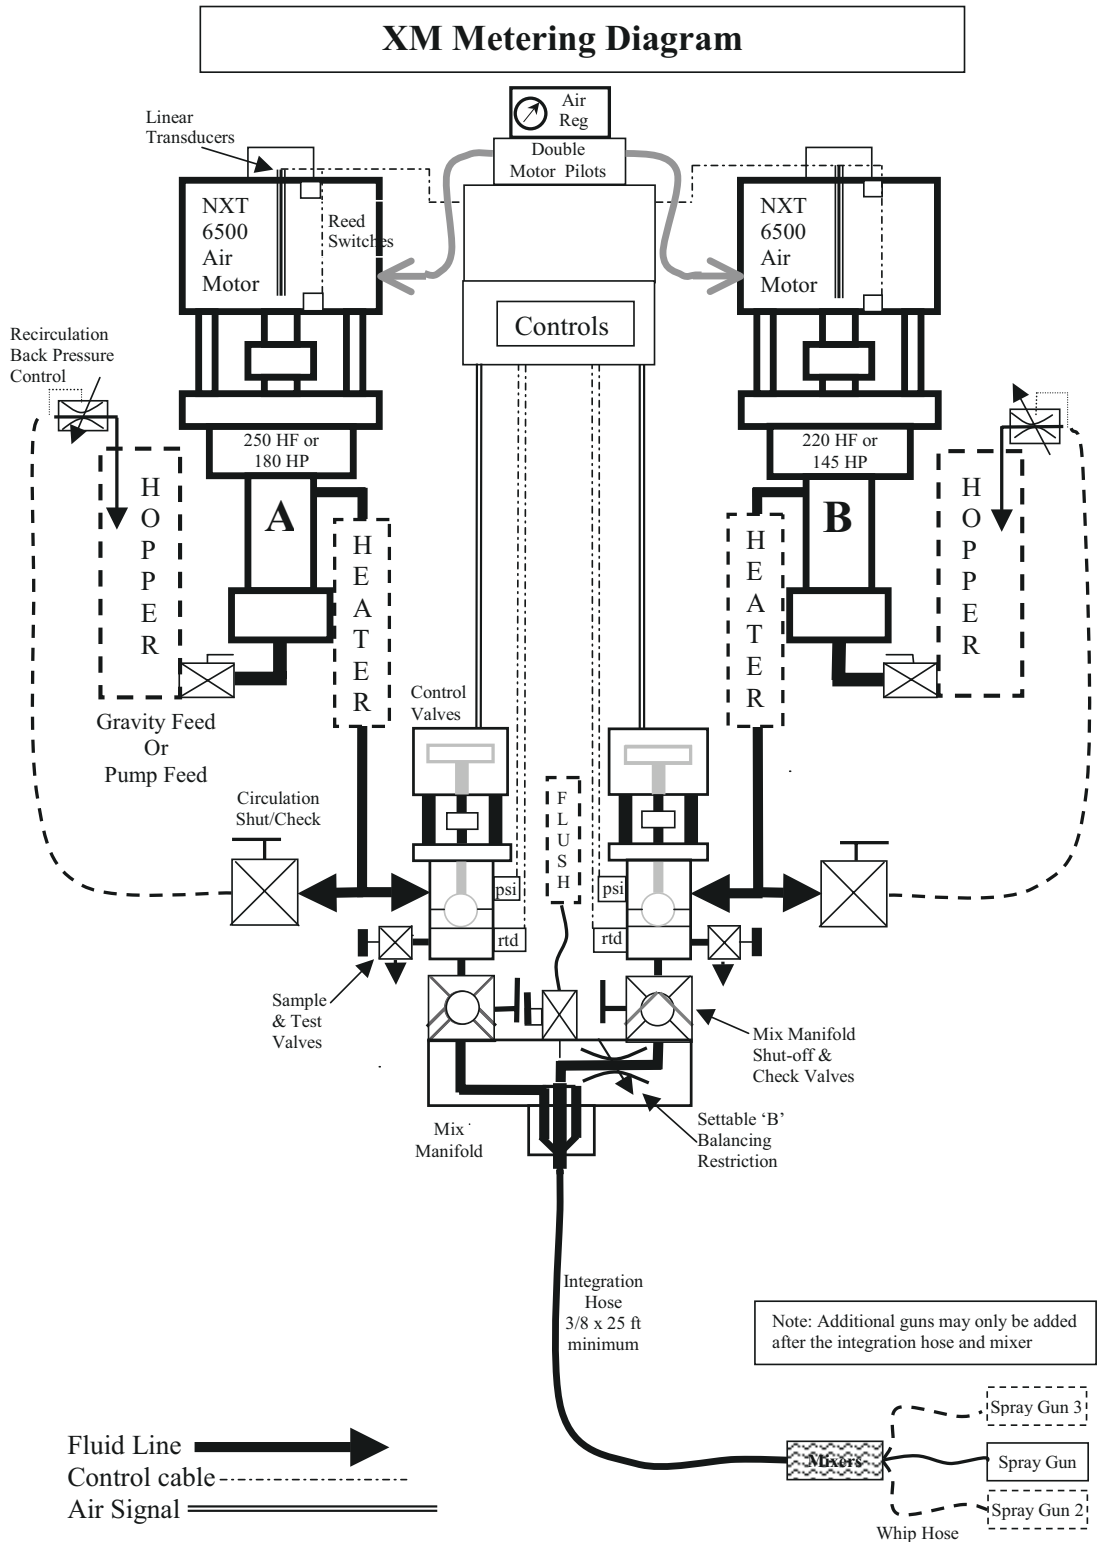 XM Metering Diagram
Air
Reg
Double
Motor Pilots
Linear
Transducers
NXT
6500
Air
Motor
Reed
Switches
NXT
6500
Air
Motor
Controls
Recirculation
Back Pressure
Control
250 HF or
180 HP
220 HF or
145 HP
A
B
HOPPER
HEATER
HEATER
HOPPER
Gravity Feed
Or
Pump Feed
Control
Valves
FLUSH
Circulation
Shut/Check
psi
psi
rtd
rtd
Sample
& Test
Valves
Mix Manifold
Shut-off &
Check Valves
Mix
Manifold
Settable ‘B’
Balancing
Restriction
Integration
Hose
3/8 x 25 ft
minimum
Note: Additional guns may only be added
after the integration hose and mixer
Fluid Line
Control cable
Air Signal
Mixers
Spray Gun 3
Spray Gun
Spray Gun 2
Whip Hose